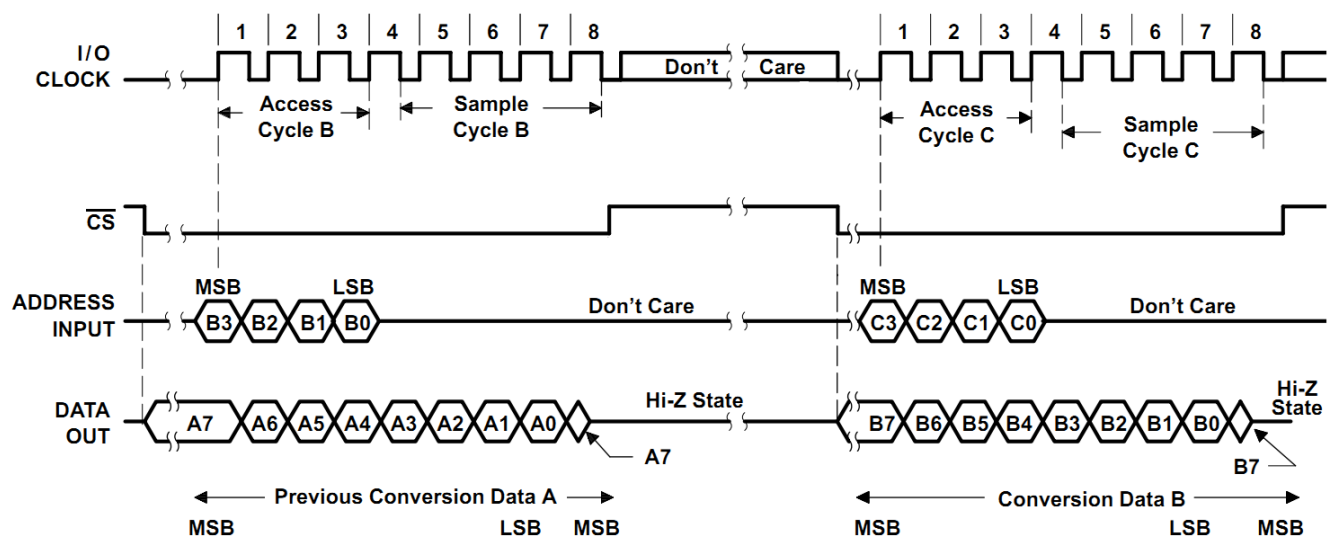 1 2 3 4 5 6 7 8 1 2 3 4 5 6 7 8
I/O
CLOCK
Don't Care
Access
Cycle B
Sample
Cycle B
Access
Cycle C
Sample
Cycle C
CS
MSB LSB MSB LSB
ADDRESS
INPUT
B3 B2 B1 B0
Don't Care
C3 C2 C1 C0
Don't Care
DATA
OUT
A7 A6 A5 A4 A3 A2 A1 A0
Hi-Z State
B7 B6 B5 B4 B3 B2 B1 B0
Hi-Z
State
A7
B7
Previous Conversion Data A
Conversion Data B
MSB LSB MSB MSB LSB MSB